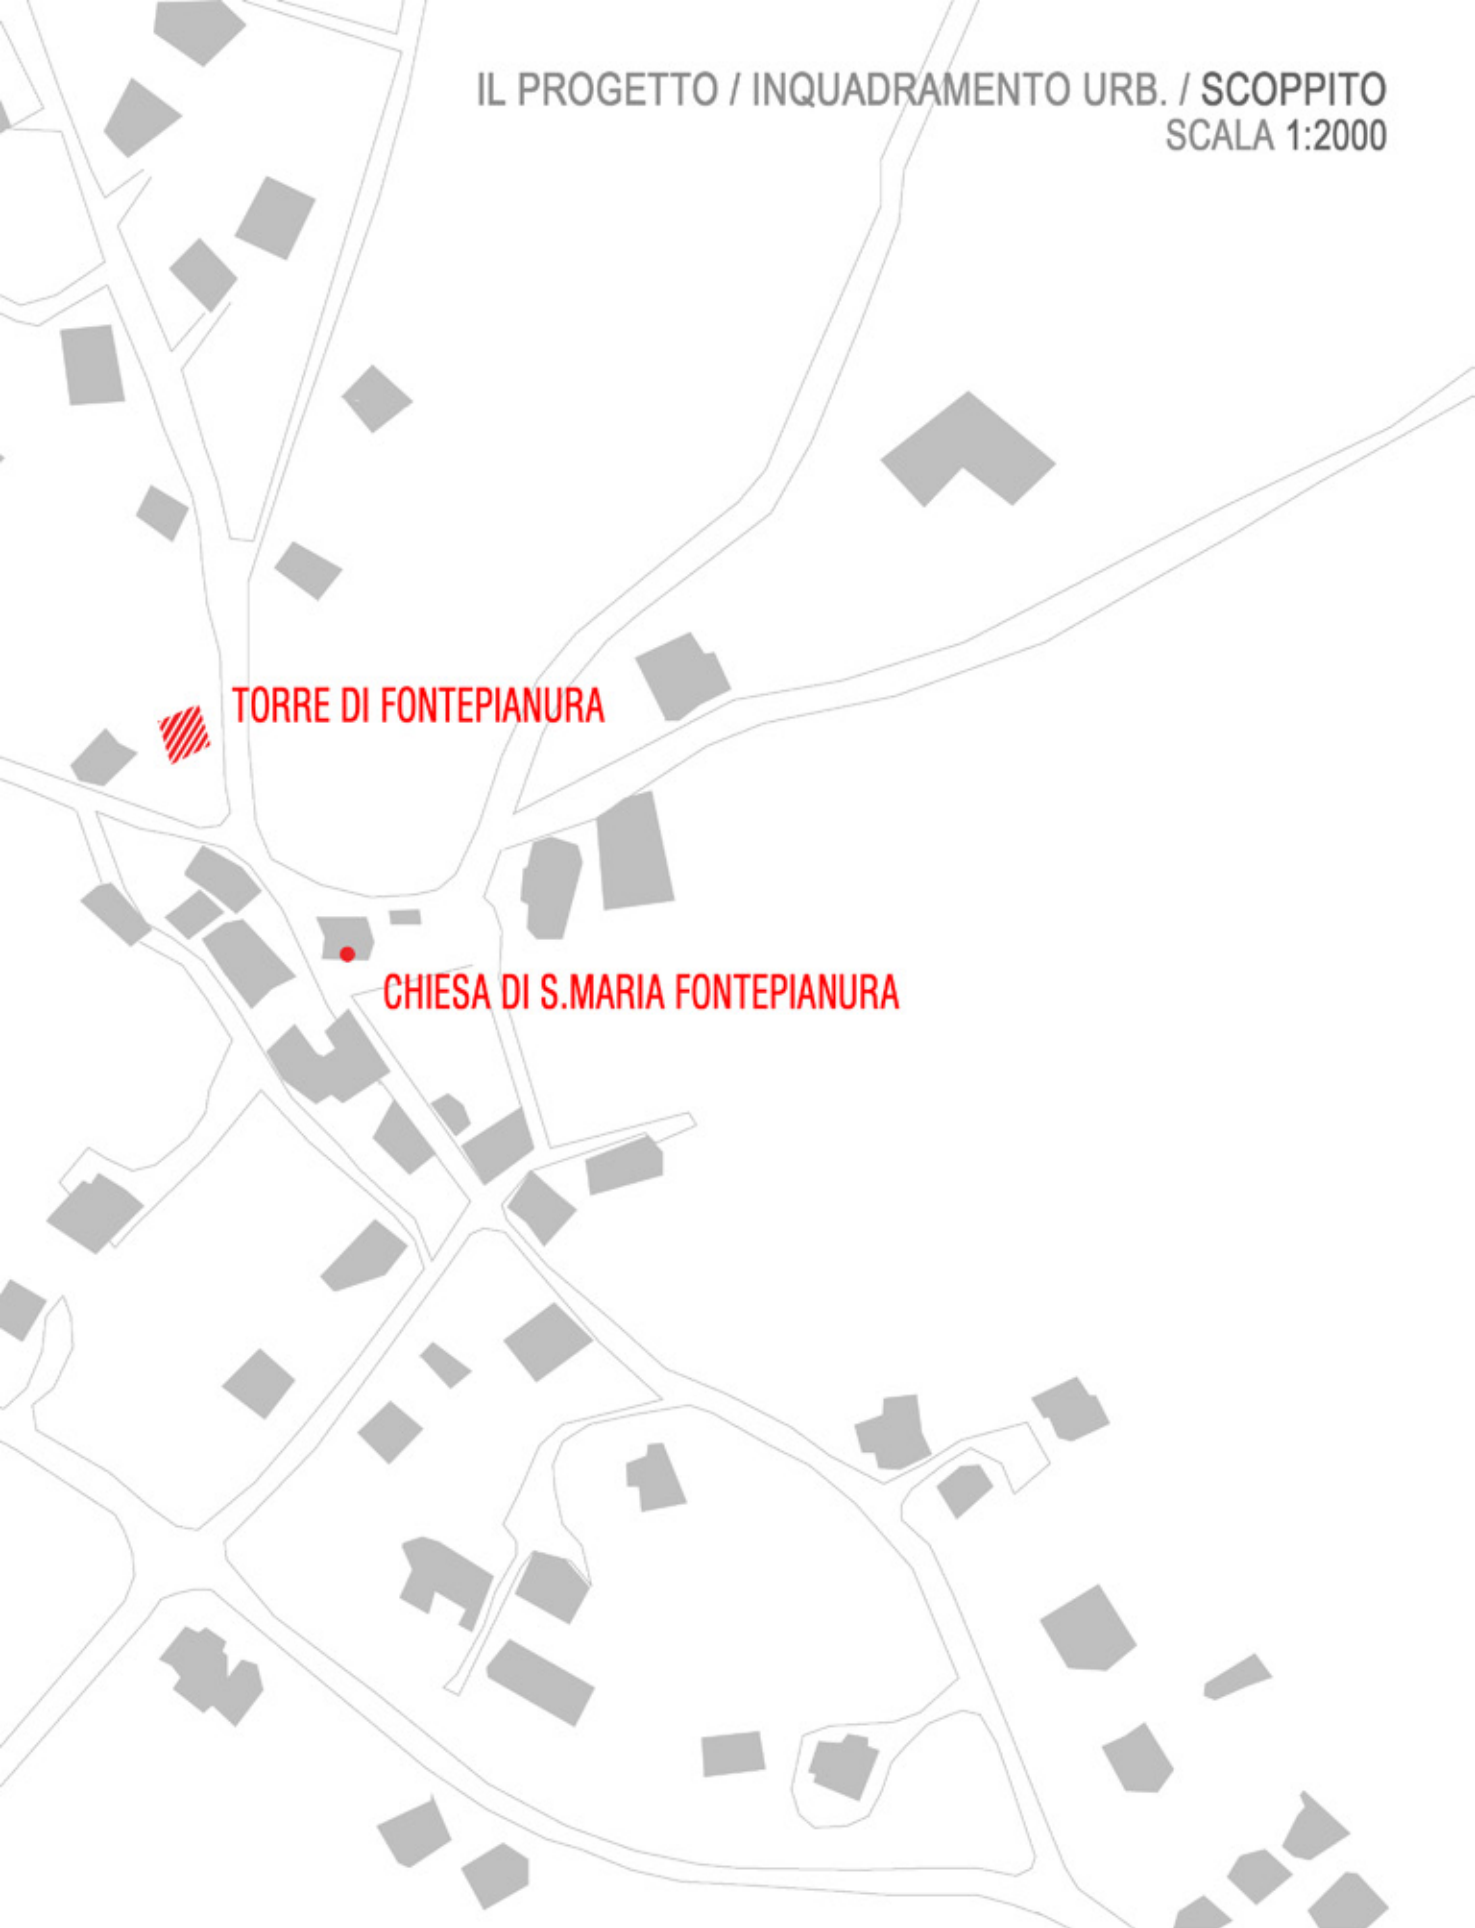 IL PROGETTO / INQUADRAMENTO URB. / SCOPPITO
SCALA 1:2000
TORRE DI FONTEPIANURA
CHIESA DI S.MARIA FONTEPIANURA